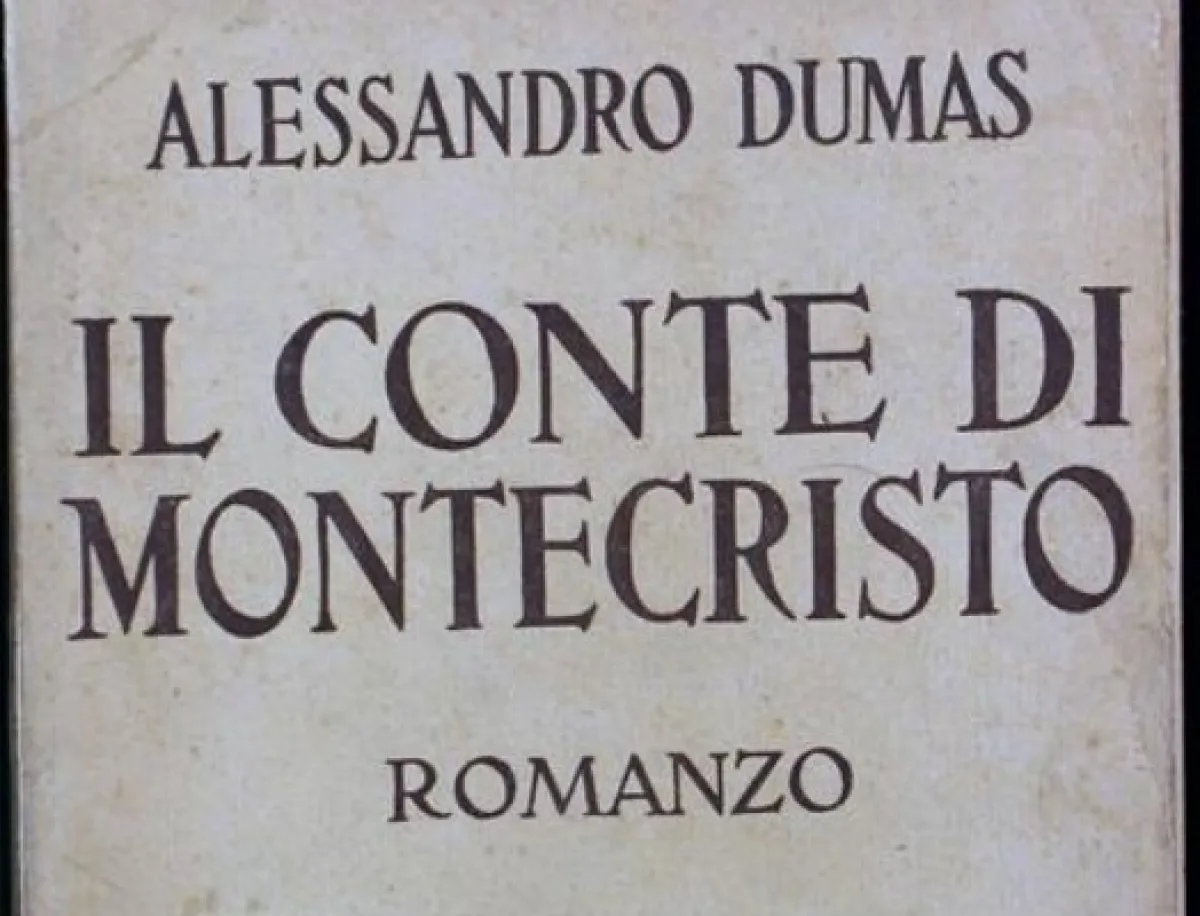 ALESSANDRO DUMAS
IL CONTE DI
MONTECRISTO
ROMANZO